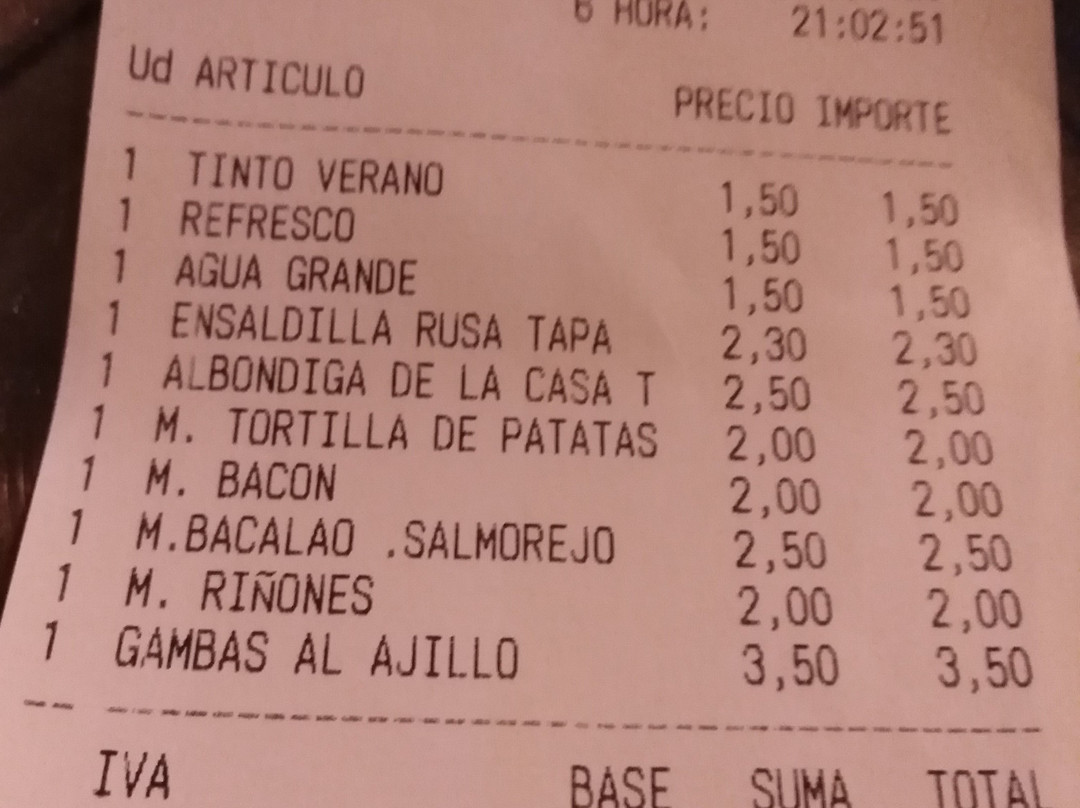 6 HORA: 21:02:51
Ud ARTICULO PRECIO IMPORTE
1 TINTO VERANO 1,50 1,50
1 REFRESCO 1,50 1,50
1 AGUA GRANDE 1,50 1,50
1 ENSALDILLA RUSA TAPA 2,30 2,30
1 ALBONDIGA DE LA CASA T 2,50 2,50
1 M. TORTILLA DE PATATAS 2,00 2,00
1 M. BACON 2,00 2,00
1 M.BACALAO .SALMOREJO 2,50 2,50
1 M. RIÑONES 2,00 2,00
1 GAMBAS AL AJILLO 3,50 3,50
IVA BASE SUMA TOTAL